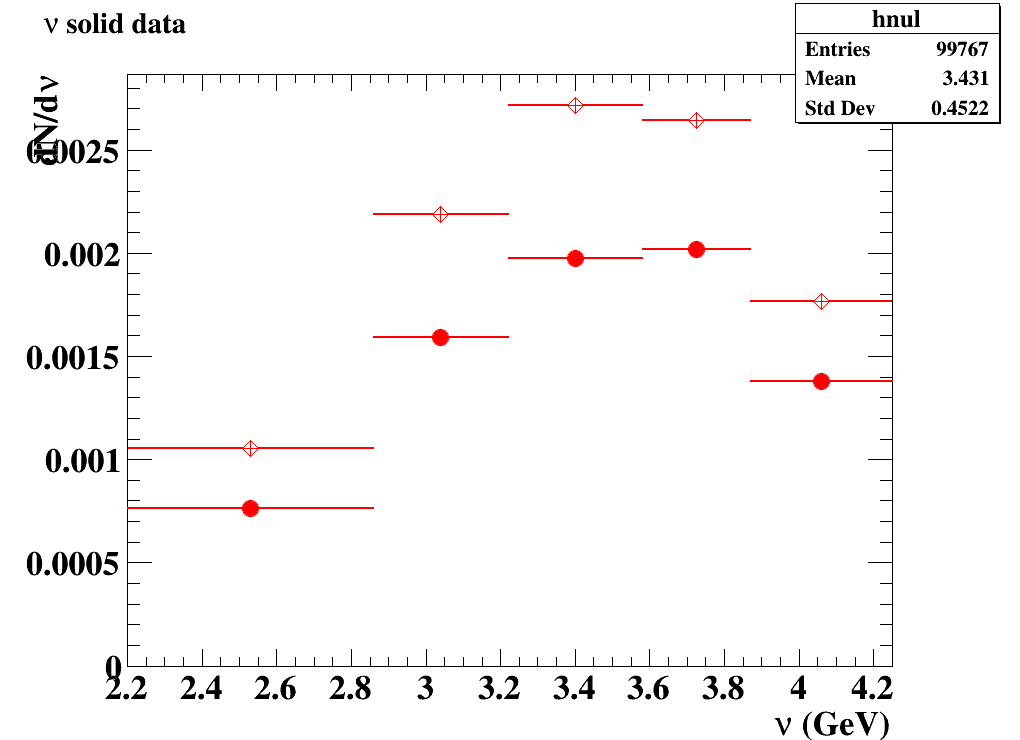 ν solid data
hnul
Entries 99767
Mean 3.431
Std Dev 0.4522
dN/dν
0.0025
0.002
0.0015
0.001
0.0005
0
2.2 2.4 2.6 2.8 3 3.2 3.4 3.6 3.8 4 4.2
ν (GeV)